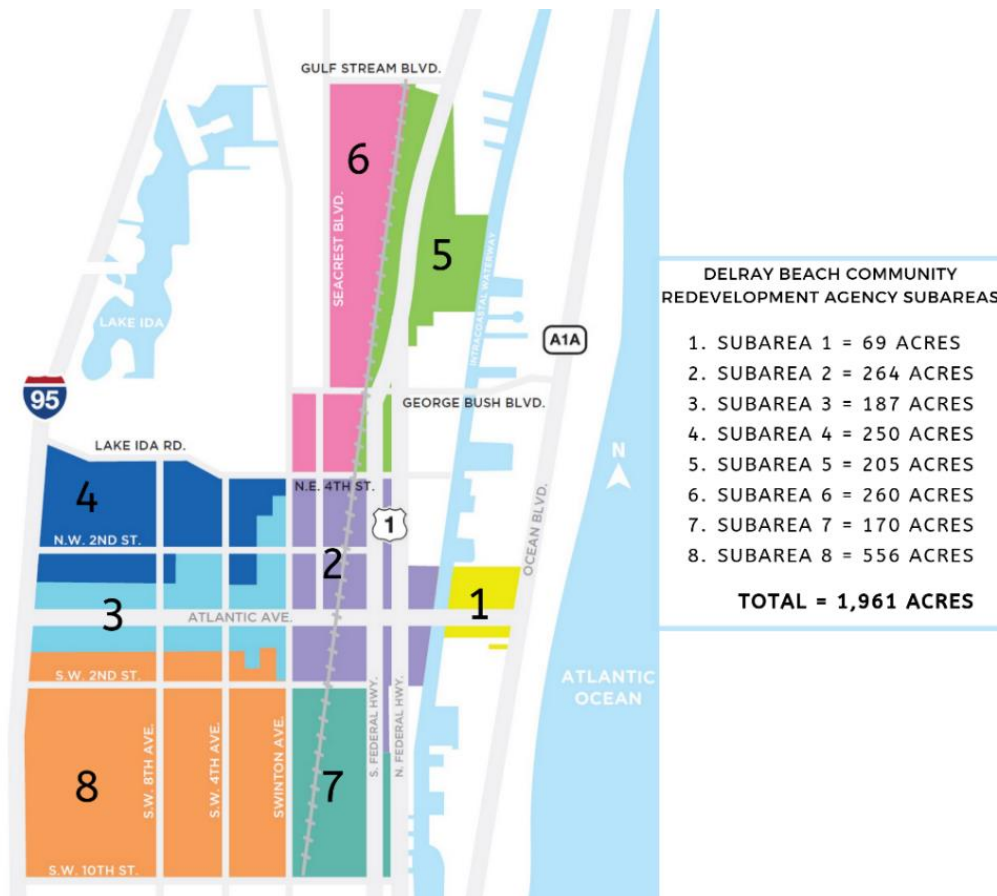 GULF STREAM BLVD.
6
SEACREST BLVD.
5
INTRACOASTAL WATERWAY
LAKE IDA
A1A
95
GEORGE BUSH BLVD.
LAKE IDA RD.
N
4
N.E. 4TH ST.
1
OCEAN BLVD.
N.W. 2ND ST.
2
3
ATLANTIC AVE.
1
S.W. 2ND ST.
ATLANTIC
OCEAN
S.W. 8TH AVE.
S.W. 4TH AVE.
SWINTON AVE.
S. FEDERAL HWY.
N. FEDERAL HWY.
8
7
S.W. 10TH ST.
DELRAY BEACH COMMUNITY
REDEVELOPMENT AGENCY SUBAREAS
1. SUBAREA 1 = 69 ACRES
2. SUBAREA 2 = 264 ACRES
3. SUBAREA 3 = 187 ACRES
4. SUBAREA 4 = 250 ACRES
5. SUBAREA 5 = 205 ACRES
6. SUBAREA 6 = 260 ACRES
7. SUBAREA 7 = 170 ACRES
8. SUBAREA 8 = 556 ACRES
TOTAL = 1,961 ACRES